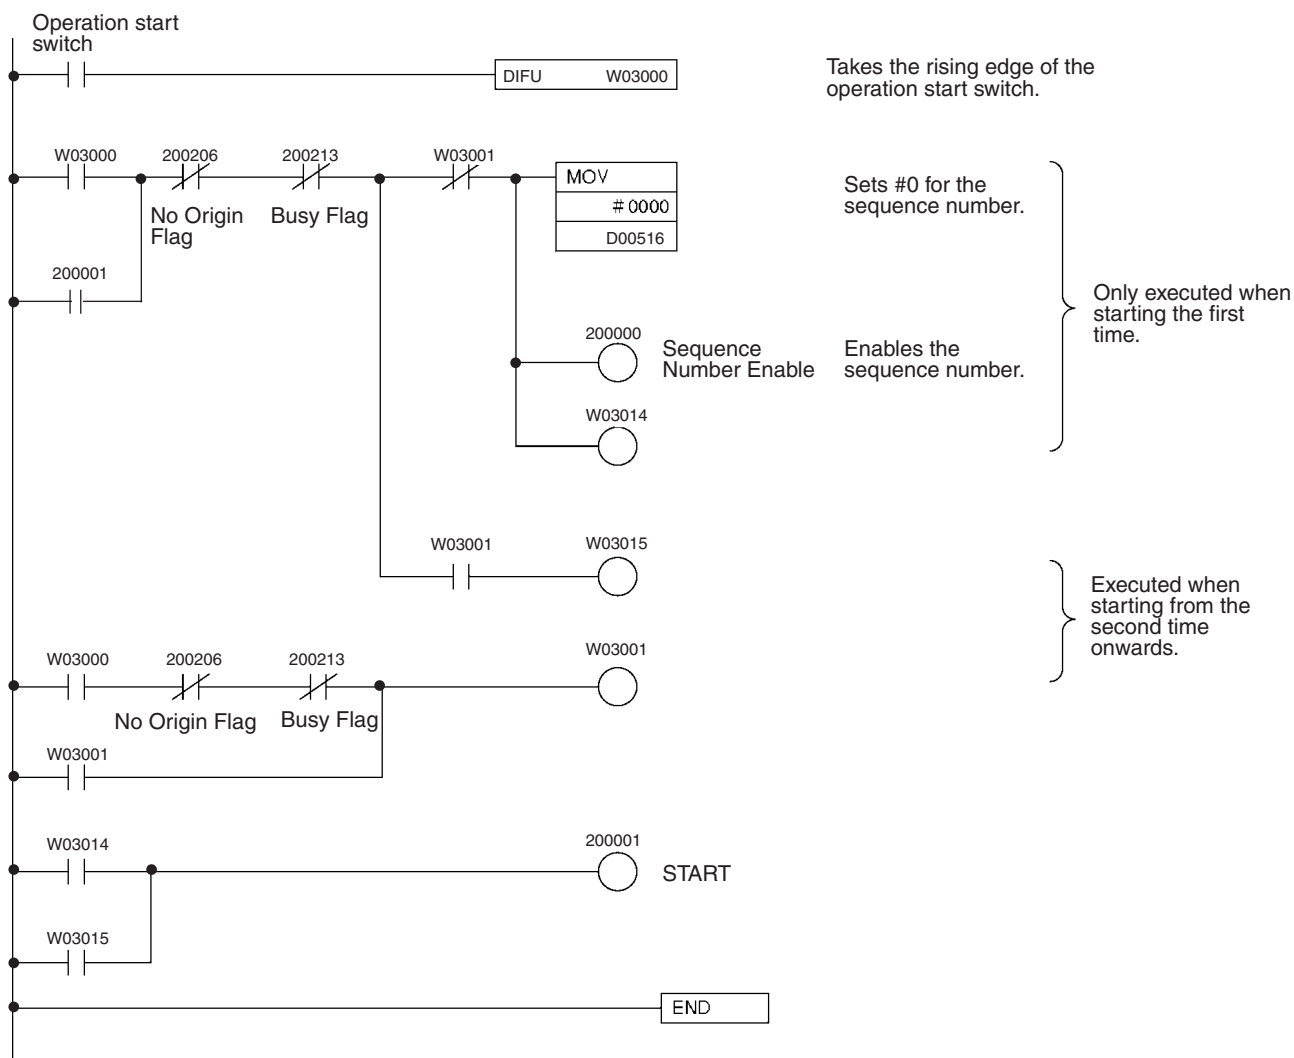 Operation start
switch
DIFU W03000
Takes the rising edge of the
operation start switch.
W03000 200206 200213 W03001
MOV
#0000
D00516
No Origin
Flag
Busy Flag
Sets #0 for the
sequence number.
200001
Only executed when
starting the first
time.
200000
Sequence
Number Enable
Enables the
sequence number.
W03014
W03001 W03015
Executed when
starting from the
second time
onwards.
W03000 200206 200213 W03001
No Origin Flag Busy Flag
W03001
W03014 200001
START
W03015
END